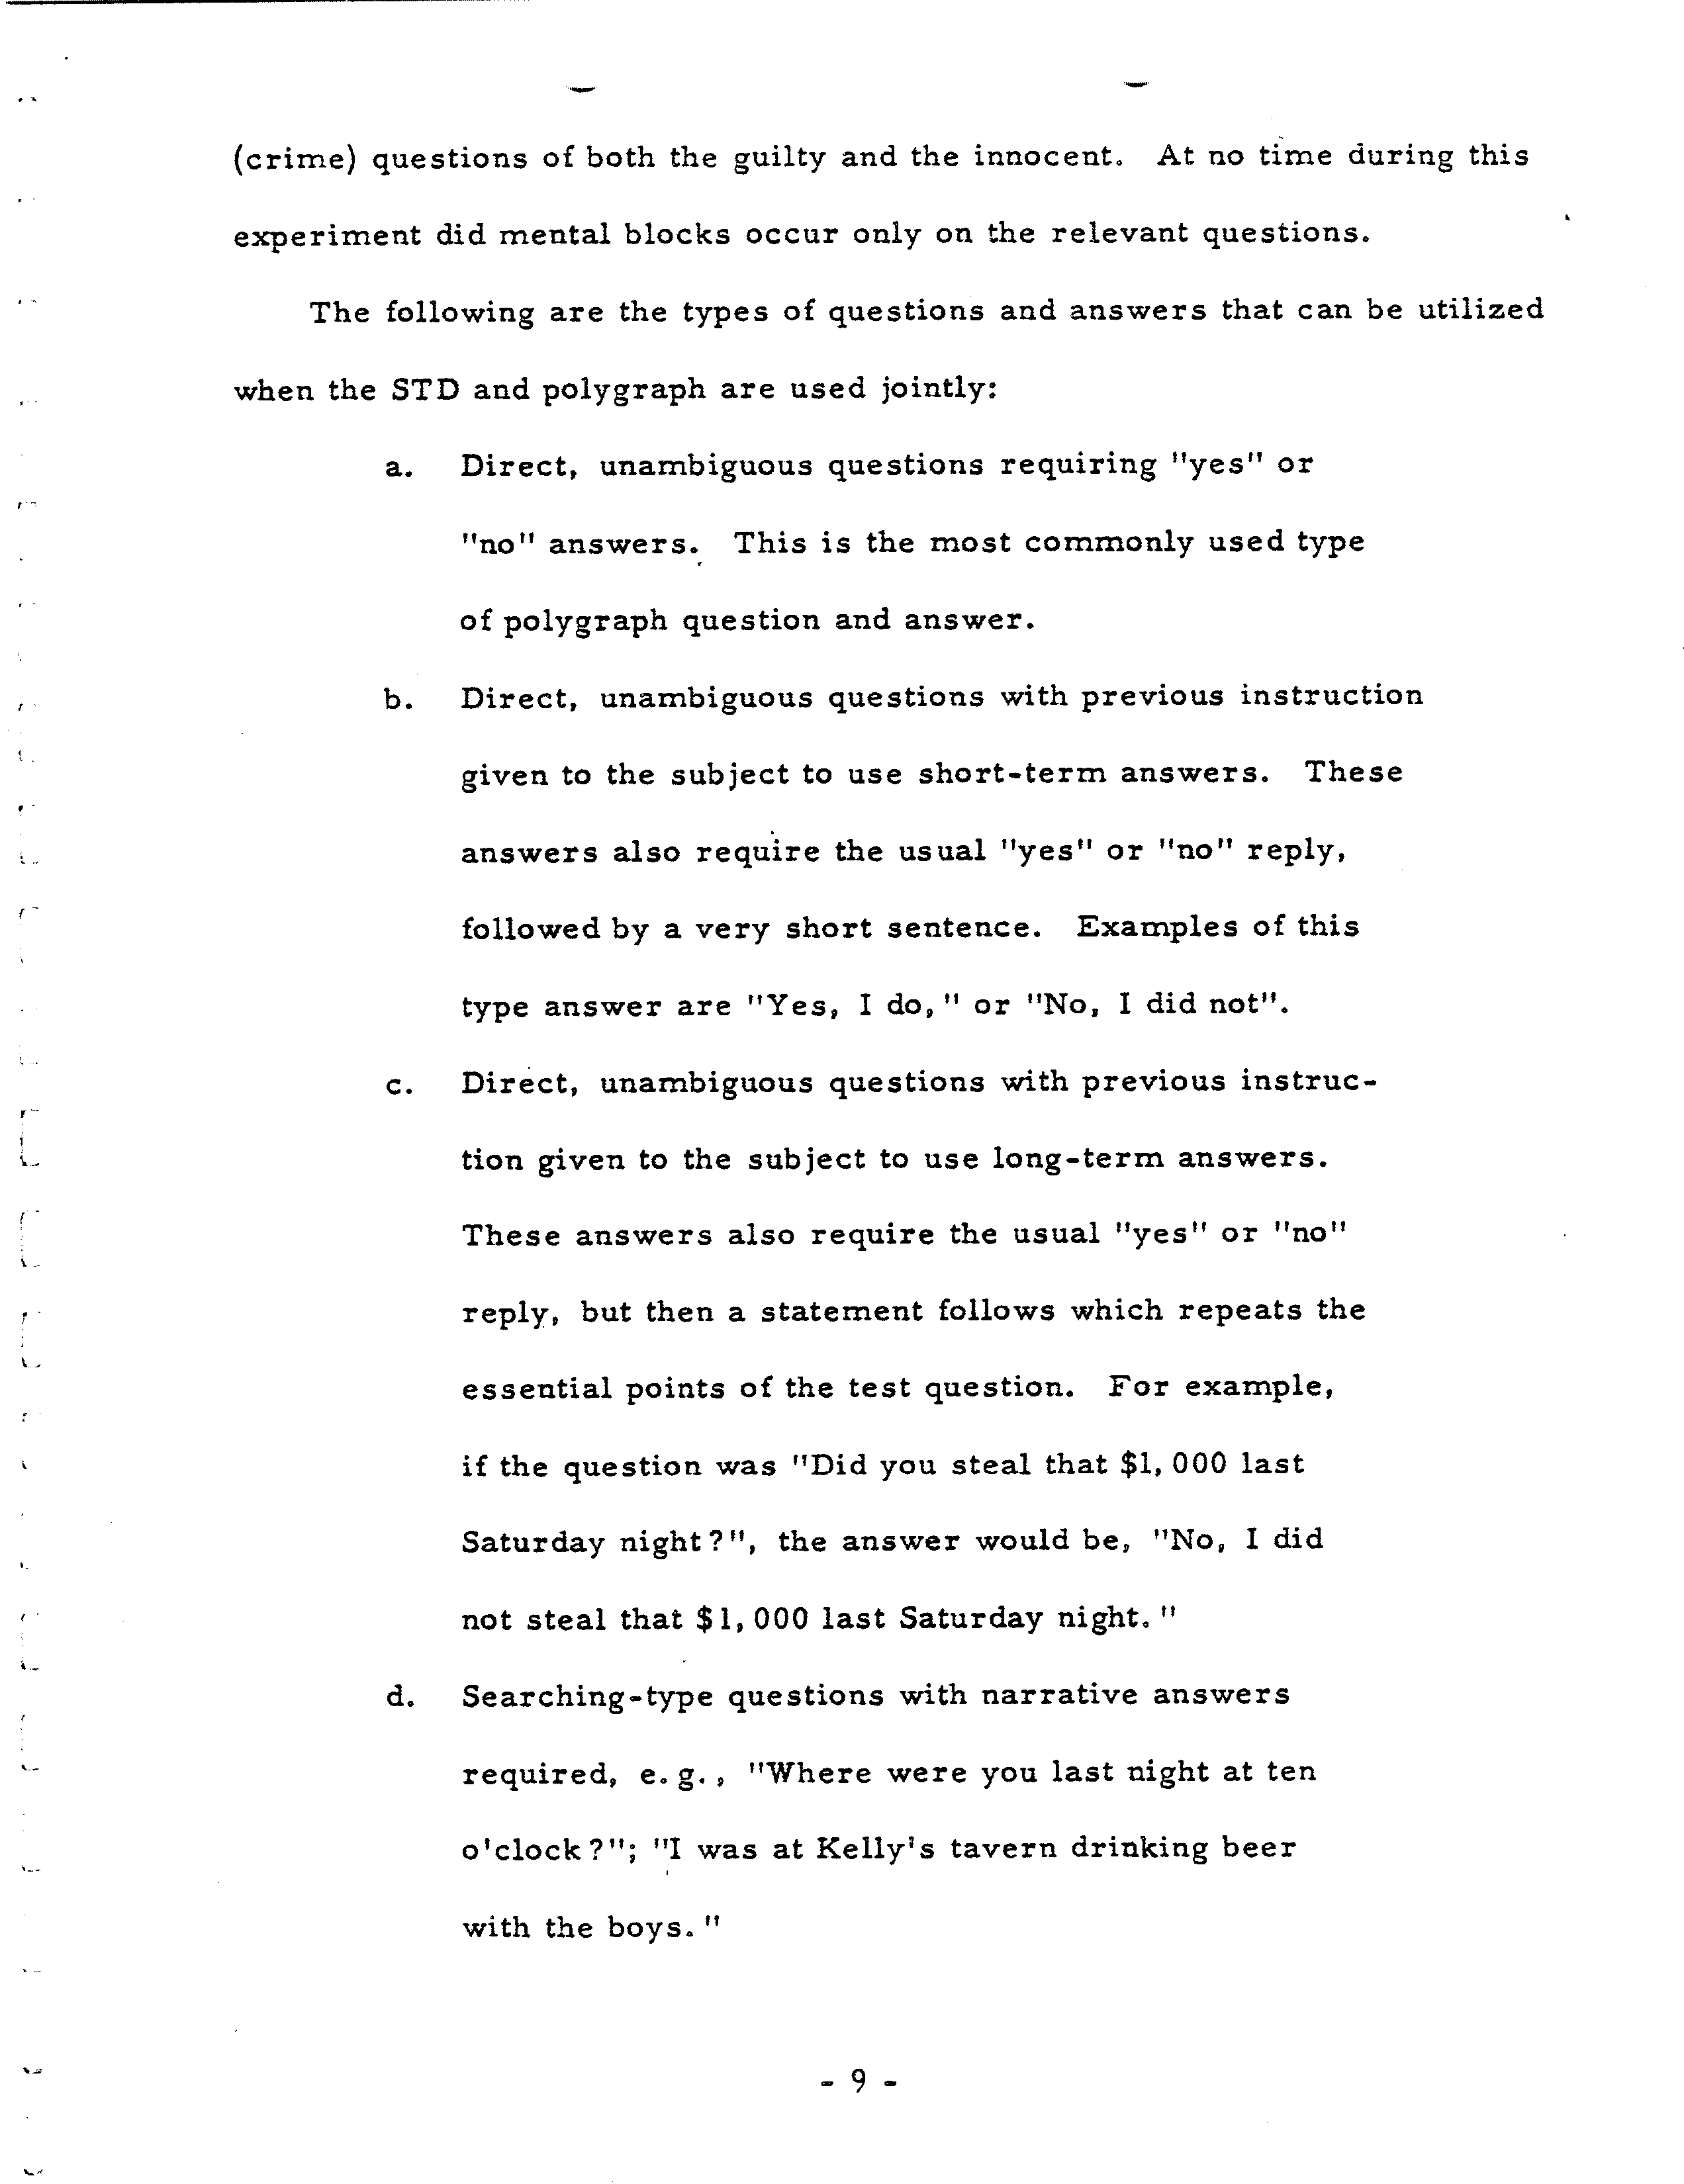 (crime) questions of both the guilty and the innocent. At no time during this
experiment did mental blocks occur only on the relevant questions.
The following are the types of questions and answers that can be utilized
when the STD and polygraph are used jointly:
a. Direct, unambiguous questions requiring "yes" or
"no" answers. This is the most commonly used type
of polygraph question and answer.
b. Direct, unambiguous questions with previous instruction
given to the subject to use short-term answers. These
answers also require the usual "yes" or "no" reply,
followed by a very short sentence. Examples of this
type answer are "Yes, I do," or "No, I did not".
c. Direct, unambiguous questions with previous instruc-
tion given to the subject to use long-term answers.
These answers also require the usual "yes" or "no"
reply, but then a statement follows which repeats the
essential points of the test question. For example,
if the question was "Did you steal that $1,000 last
Saturday night?", the answer would be, "No, I did
not steal that $1,000 last Saturday night."
d. Searching-type questions with narrative answers
required, e.g., "Where were you last night at ten
o'clock?"; "I was at Kelly's tavern drinking beer
with the boys."
- 9 -